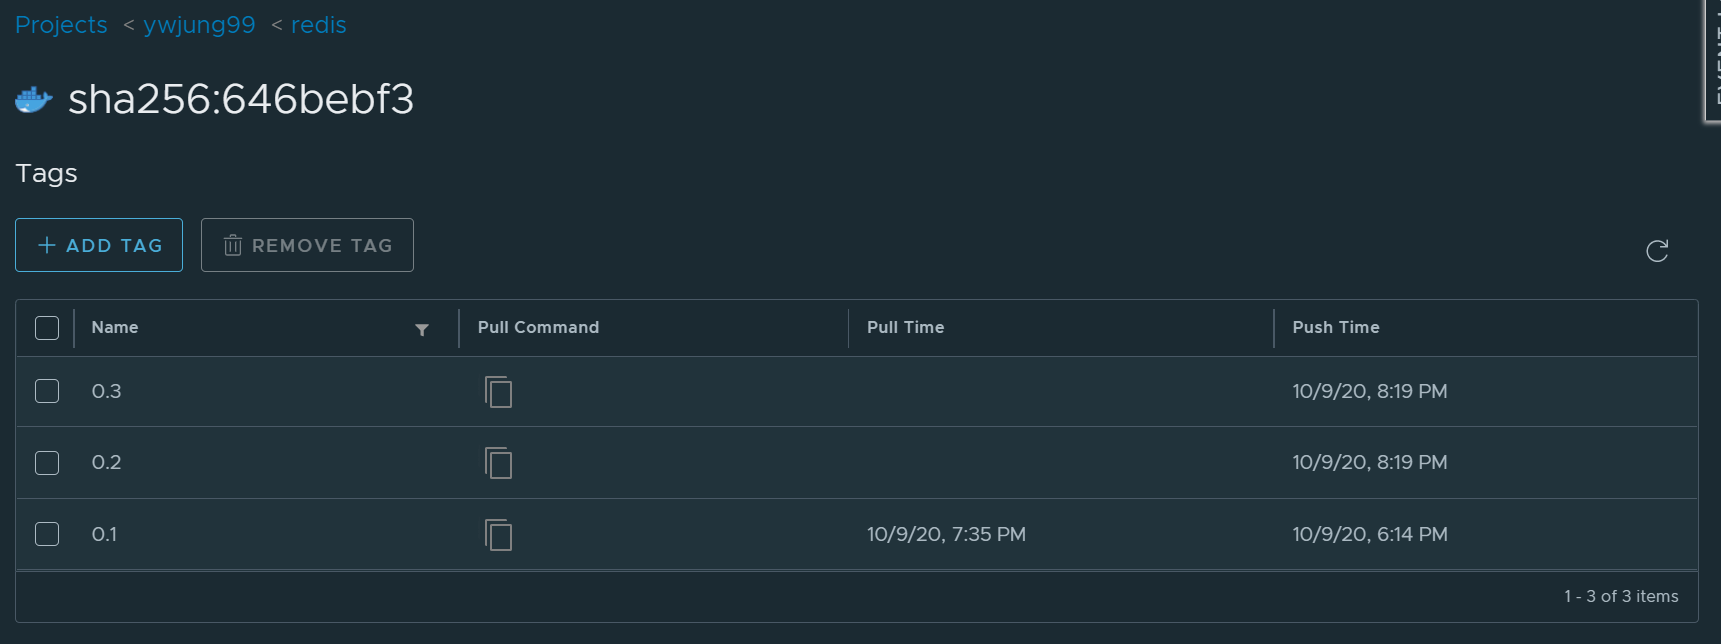 Projects < ywjung99 < redis
sha256:646bebf3
Tags
ADD TAG REMOVE TAG
Name Pull Command Pull Time Push Time
0.3 10/9/20, 8:19 PM
0.2 10/9/20, 8:19 PM
0.1 10/9/20, 7:35 PM 10/9/20, 6:14 PM
1 - 3 of 3 items